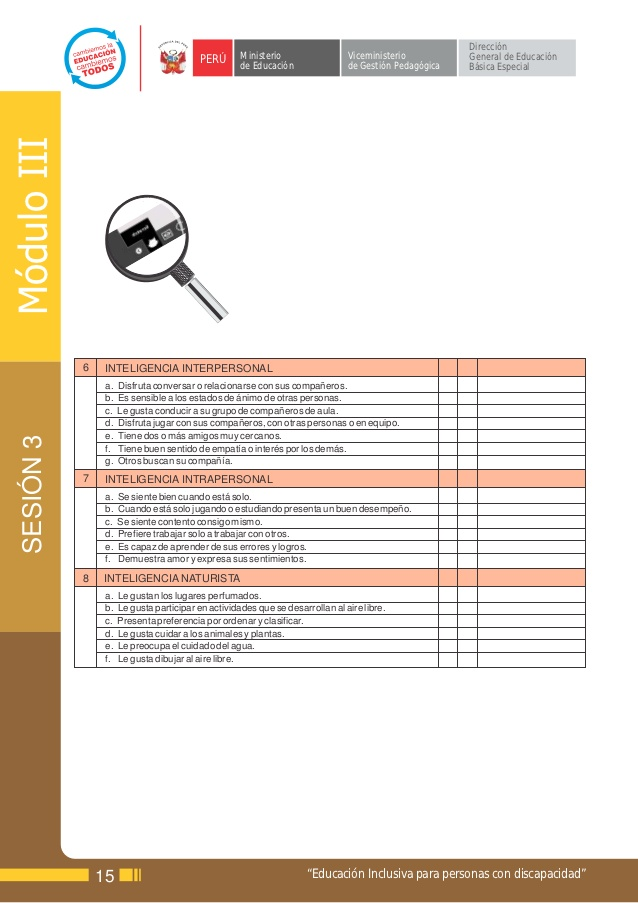 cambiemos la
EDUCACIÓN
cambiemos
TODOS
PERÚ
Ministerio
de Educación
Viceministerio
de Gestión Pedagógica
Dirección
General de Educación
Básica Especial
Módulo III
SESIÓN 3
6 INTELIGENCIA INTERPERSONAL
a. Disfruta conversar o relacionarse con sus compañeros.
b. Es sensible a los estados de ánimo de otras personas.
c. Le gusta conducir a su grupo de compañeros de aula.
d. Disfruta jugar con sus compañeros, con otras personas o en equipo.
e. Tiene dos o más amigos muy cercanos.
f. Tiene buen sentido de empatía o interés por los demás.
g. Otros buscan su compañía.
7 INTELIGENCIA INTRAPERSONAL
a. Se siente bien cuando está solo.
b. Cuando está solo jugando o estudiando presenta un buen desempeño.
c. Se siente contento consigo mismo.
d. Prefiere trabajar solo a trabajar con otros.
e. Es capaz de aprender de sus errores y logros.
f. Demuestra amor y expresa sus sentimientos.
8 INTELIGENCIA NATURISTA
a. Le gustan los lugares perfumados.
b. Le gusta participar en actividades que se desarrollan al aire libre.
c. Presenta preferencia por ordenar y clasificar.
d. Le gusta cuidar a los animales y plantas.
e. Le preocupa el cuidado del agua.
f. Le gusta dibujar al aire libre.
15
“Educación Inclusiva para personas con discapacidad”